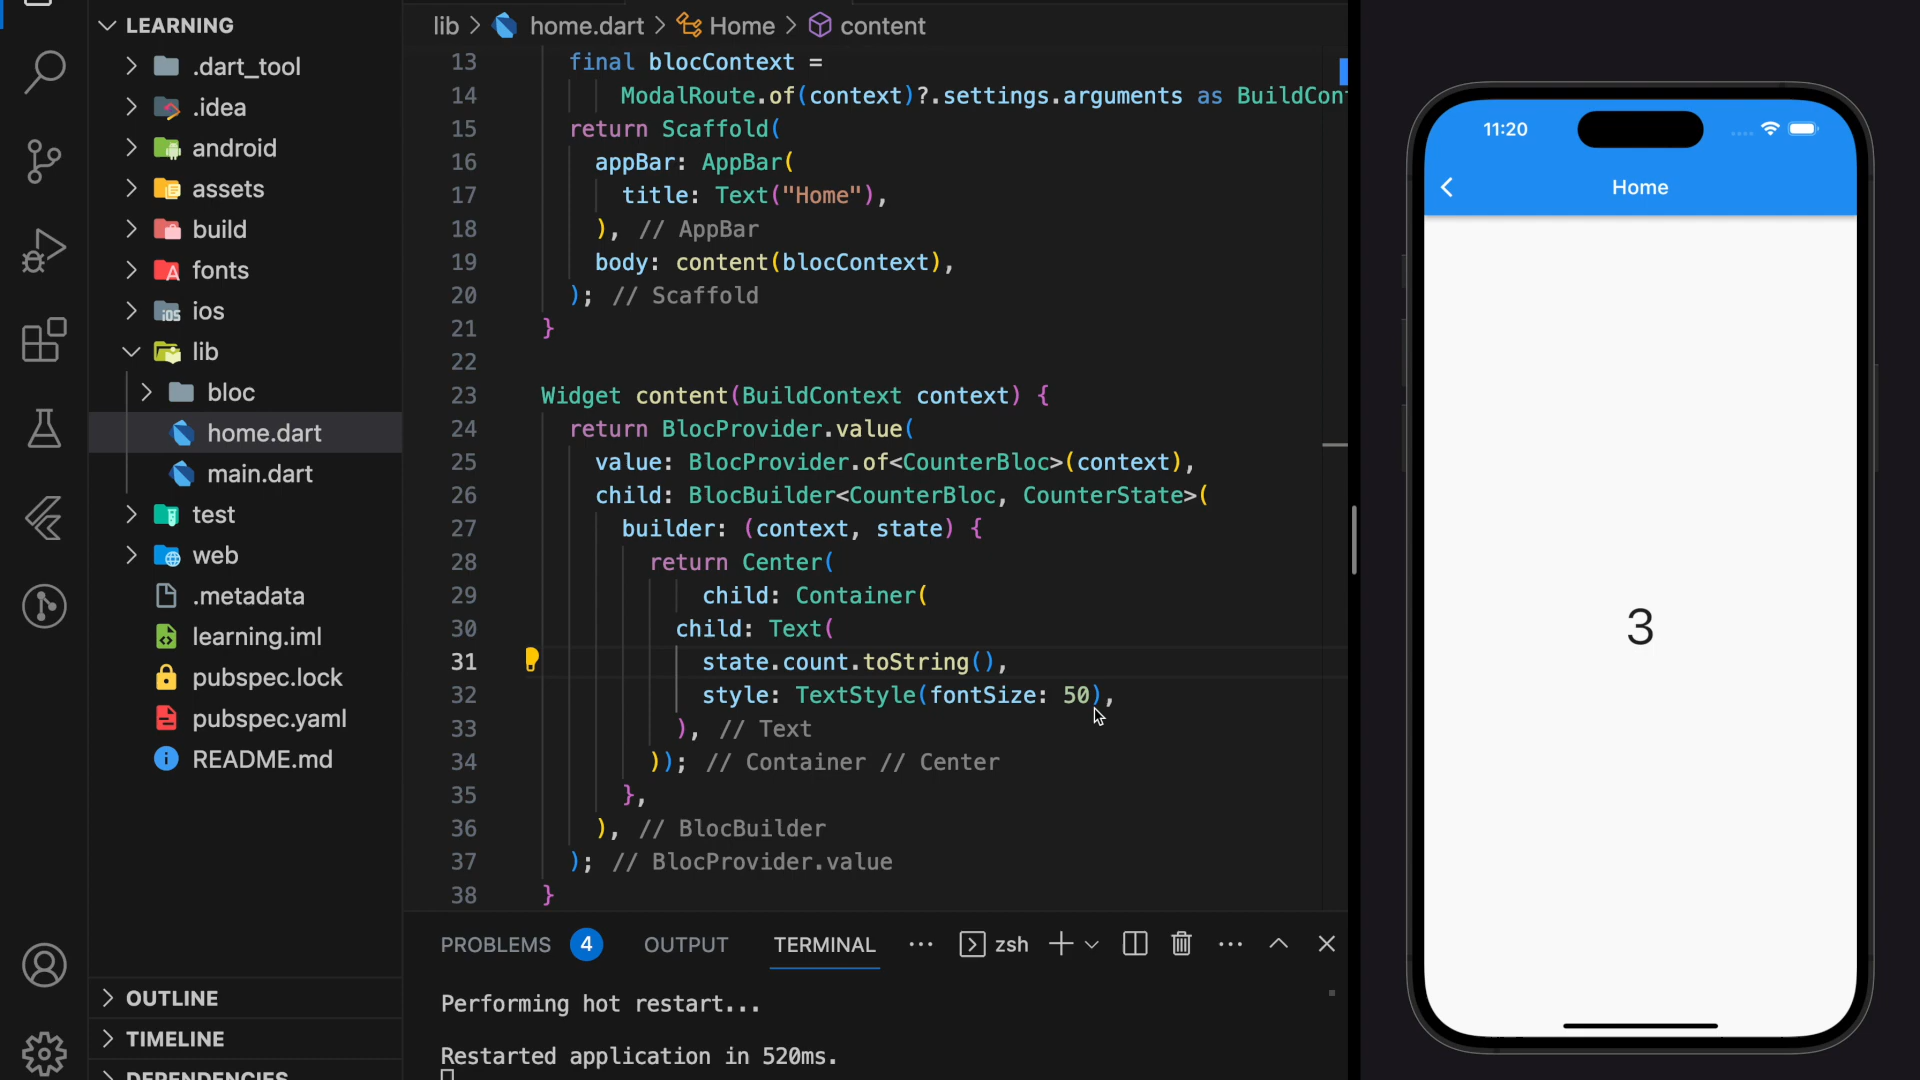 LEARNING
.dart_tool
.idea
android
assets
build
fonts
ios
lib
bloc
home.dart
main.dart
test
web
.metadata
learning.iml
pubspec.lock
pubspec.yaml
README.md
OUTLINE
TIMELINE
DEPENDENCIES
lib > home.dart > Home > content
13 final blocContext =
14 ModalRoute.of(context)?.settings.arguments as BuildCon
15 return Scaffold(
16 appBar: AppBar(
17 title: Text("Home"),
18 ), // AppBar
19 body: content(blocContext),
20 ); // Scaffold
21 }
22
23 Widget content(BuildContext context) {
24 return BlocProvider.value(
25 value: BlocProvider.of<CounterBloc>(context),
26 child: BlocBuilder<CounterBloc, CounterState>(
27 builder: (context, state) {
28 return Center(
29 child: Container(
30 child: Text(
31 state.count.toString(),
32 style: TextStyle(fontSize: 50),
33 ), // Text
34 )); // Container // Center
35 },
36 ), // BlocBuilder
37 ); // BlocProvider.value
38 }
PROBLEMS 4 OUTPUT TERMINAL ... zsh
Performing hot restart...
Restarted application in 520ms.
11:20
Home
3